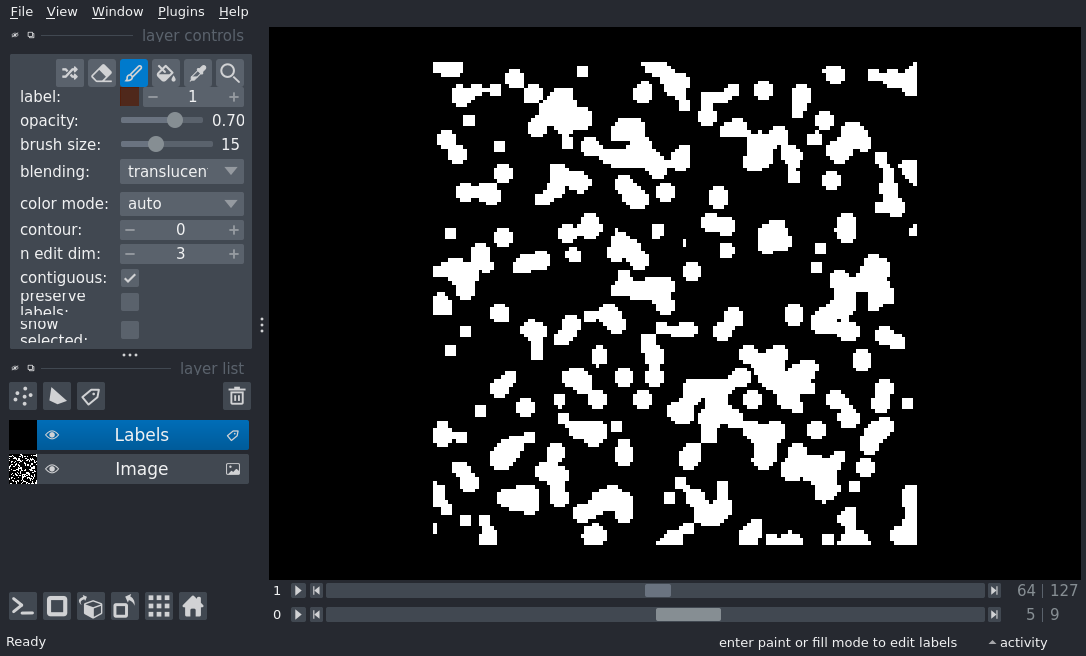 File View Window Plugins Help
layer controls
label: 1
opacity: 0.70
brush size: 15
blending: translucen
color mode: auto
contour: 0
n edit dim: 3
contiguous:
preserve
labels:
show
selected:
layer list
Labels
Image
1 64 127
0 5 9
Ready enter paint or fill mode to edit labels activity